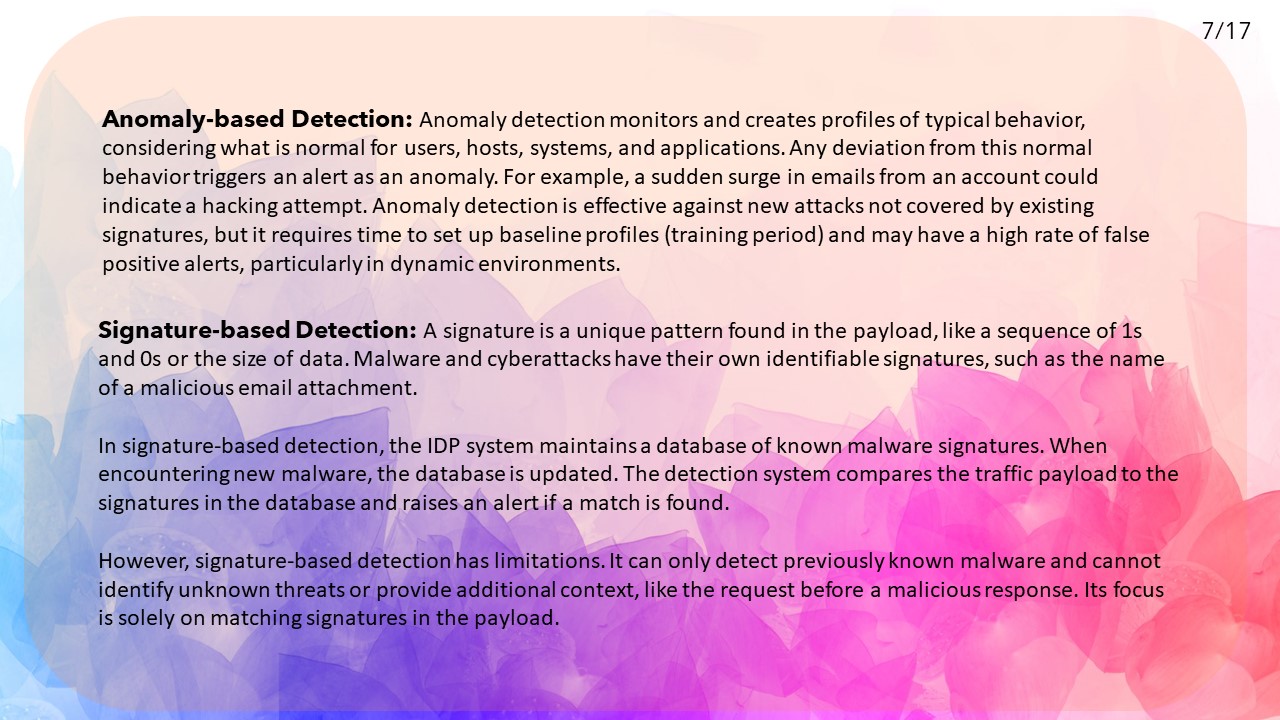 7/17
Anomaly-based Detection: Anomaly detection monitors and creates profiles of typical behavior,
considering what is normal for users, hosts, systems, and applications. Any deviation from this normal
behavior triggers an alert as an anomaly. For example, a sudden surge in emails from an account could
indicate a hacking attempt. Anomaly detection is effective against new attacks not covered by existing
signatures, but it requires time to set up baseline profiles (training period) and may have a high rate of false
positive alerts, particularly in dynamic environments.
Signature-based Detection: A signature is a unique pattern found in the payload, like a sequence of 1s
and 0s or the size of data. Malware and cyberattacks have their own identifiable signatures, such as the name
of a malicious email attachment.
In signature-based detection, the IDP system maintains a database of known malware signatures. When
encountering new malware, the database is updated. The detection system compares the traffic payload to the
signatures in the database and raises an alert if a match is found.
However, signature-based detection has limitations. It can only detect previously known malware and cannot
identify unknown threats or provide additional context, like the request before a malicious response. Its focus
is solely on matching signatures in the payload.